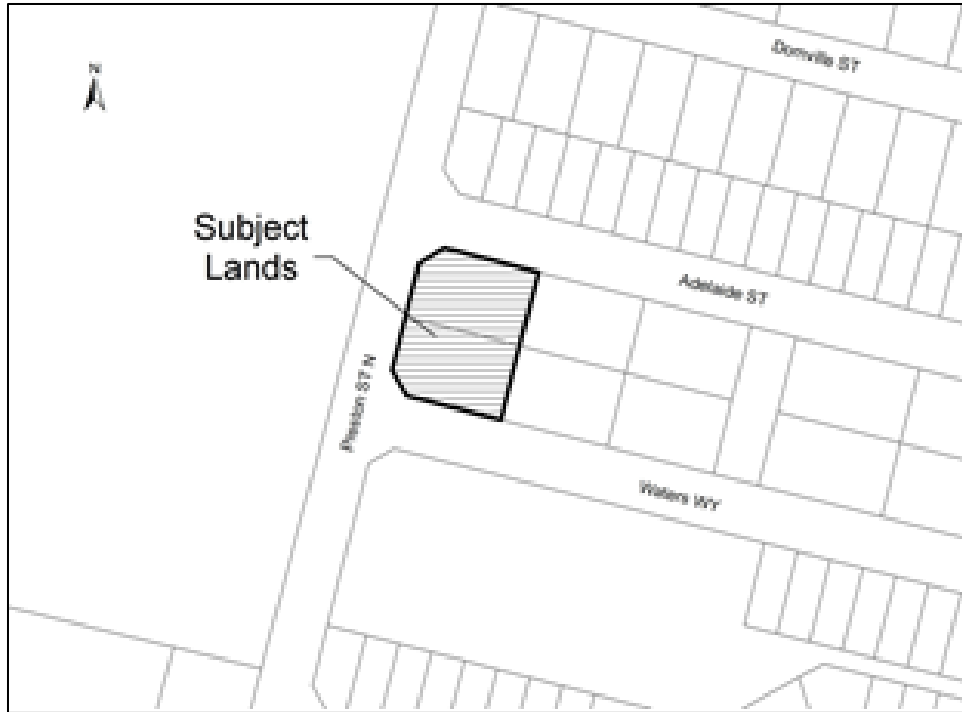 Domville ST
N
Subject
Lands
Adelaide ST
Preston ST N
Waters WY